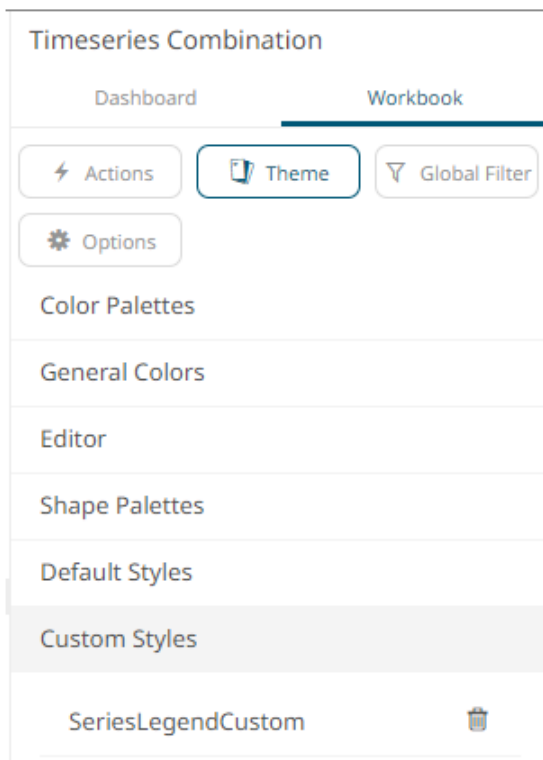 Timeseries Combination
Dashboard Workbook
Actions Theme Global Filter
Options
Color Palettes
General Colors
Editor
Shape Palettes
Default Styles
Custom Styles
SeriesLegendCustom